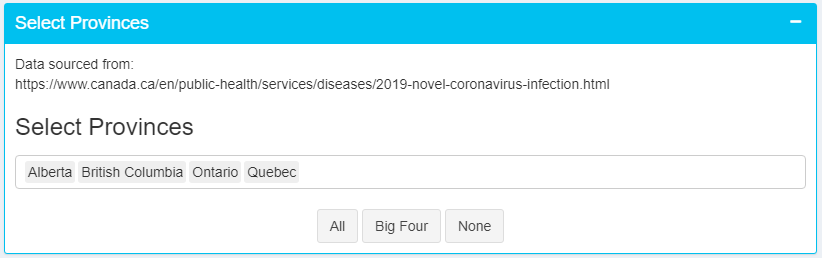 Select Provinces
Data sourced from:
https://www.canada.ca/en/public-health/services/diseases/2019-novel-coronavirus-infection.html
Select Provinces
Alberta British Columbia Ontario Quebec
All Big Four None